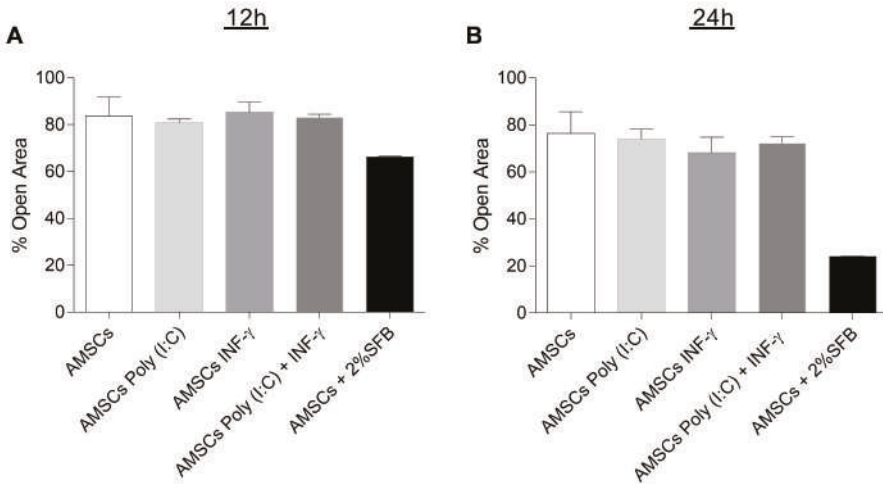 12h
A
% Open Area
100
80
60
40
20
0
AMSCs
AMSCs Poly (I:C)
AMSCs INF-γ
AMSCs Poly (I:C) + INF-γ
AMSCs + 2%SFB
24h
B
% Open Area
100
80
60
40
20
0
AMSCs
AMSCs Poly (I:C)
AMSCs INF-γ
AMSCs Poly (I:C) + INF-γ
AMSCs + 2%SFB